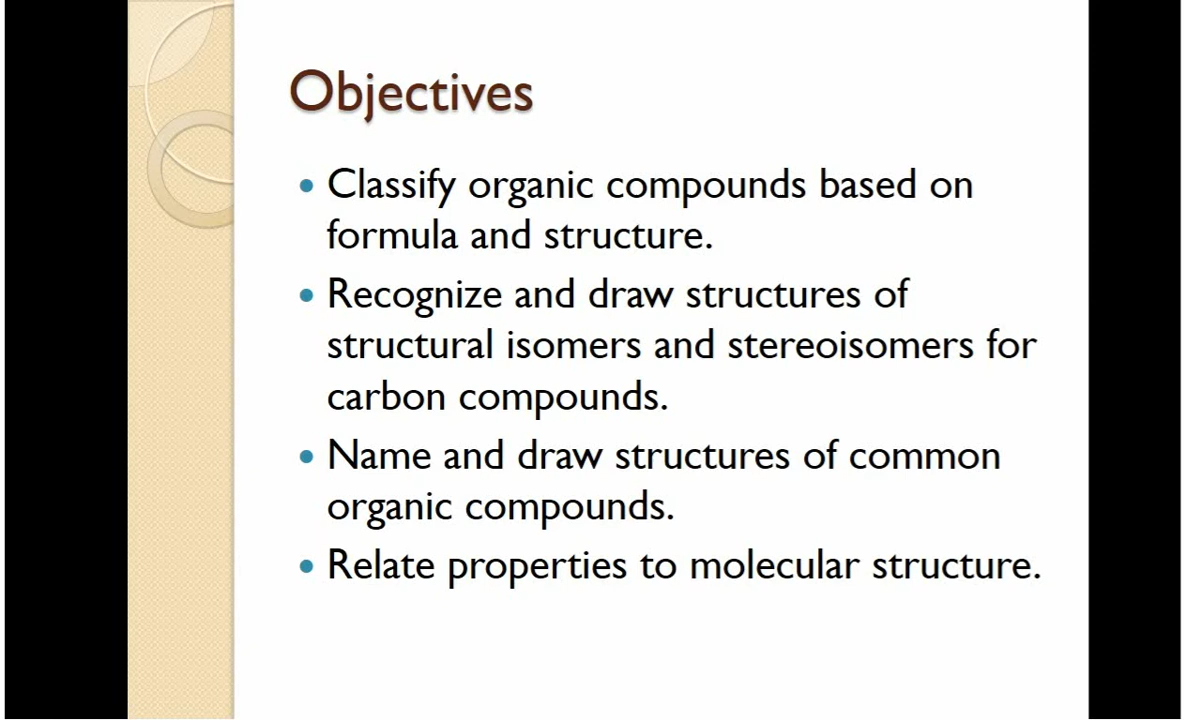 Objectives
• Classify organic compounds based on
formula and structure.
• Recognize and draw structures of
structural isomers and stereoisomers for
carbon compounds.
• Name and draw structures of common
organic compounds.
• Relate properties to molecular structure.